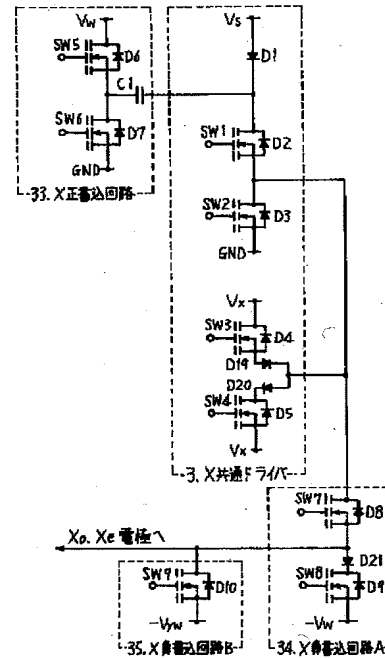 Vw
SW5
D6
C1
SW6
D7
GND
33. X正書込回路
Vs
D1
SW1
D2
SW2
D3
GND
Vx
SW3
D4
D19
D20
SW4
D5
Vx
3. X共通ドライバー
SW7
D8
Xo. Xe 電極へ
D21
SW9
D10
-Vyw
35. X負書込回路B
SW8
D9
-Vw
34. X負書込回路A